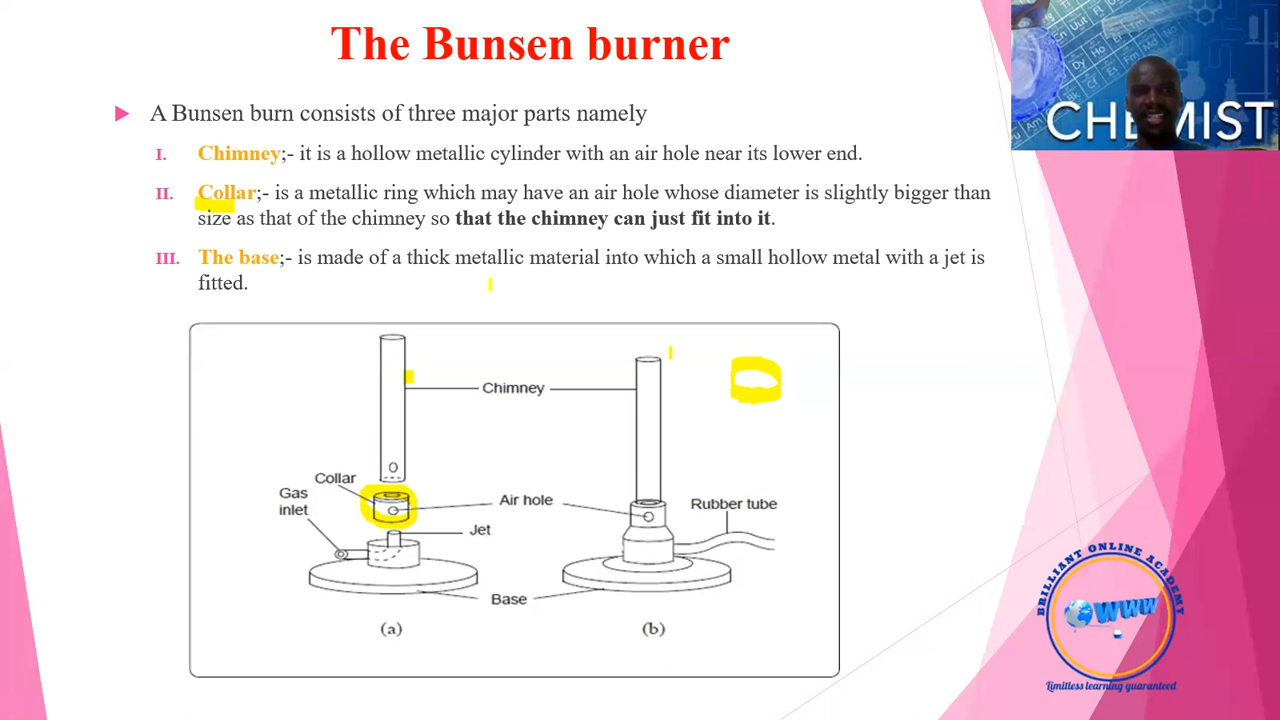 The Bunsen burner
A Bunsen burn consists of three major parts namely
I. Chimney;- it is a hollow metallic cylinder with an air hole near its lower end.
II. Collar;- is a metallic ring which may have an air hole whose diameter is slightly bigger than
size as that of the chimney so that the chimney can just fit into it.
III. The base;- is made of a thick metallic material into which a small hollow metal with a jet is
fitted.
Chimney
Collar
Gas
inlet
Air hole
Rubber tube
Jet
Base
(a)
(b)
CHEMIST
BRILLIANT ONLINE ACADEMY
WWW
Limitless learning guaranteed